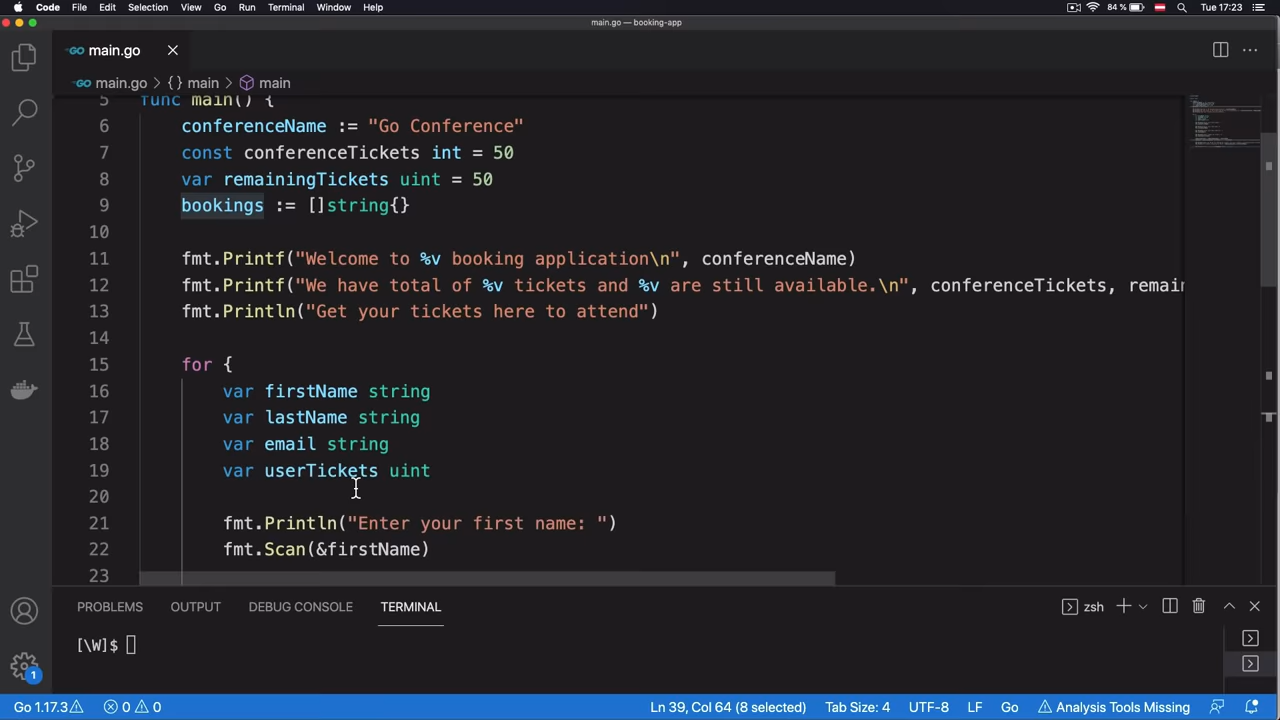 Code File Edit Selection View Go Run Terminal Window Help 84 % Tue 17:23
main.go — booking-app
main.go
main.go > {} main > main
5 func main() {
6 conferenceName := "Go Conference"
7 const conferenceTickets int = 50
8 var remainingTickets uint = 50
9 bookings := []string{}
10
11 fmt.Printf("Welcome to %v booking application\n", conferenceName)
12 fmt.Printf("We have total of %v tickets and %v are still available.\n", conferenceTickets, remain
13 fmt.Println("Get your tickets here to attend")
14
15 for {
16 var firstName string
17 var lastName string
18 var email string
19 var userTickets uint
20
21 fmt.Println("Enter your first name: ")
22 fmt.Scan(&firstName)
23
PROBLEMS OUTPUT DEBUG CONSOLE TERMINAL zsh
[\W]$
1
Go 1.17.3 0 0 Ln 39, Col 64 (8 selected) Tab Size: 4 UTF-8 LF Go Analysis Tools Missing